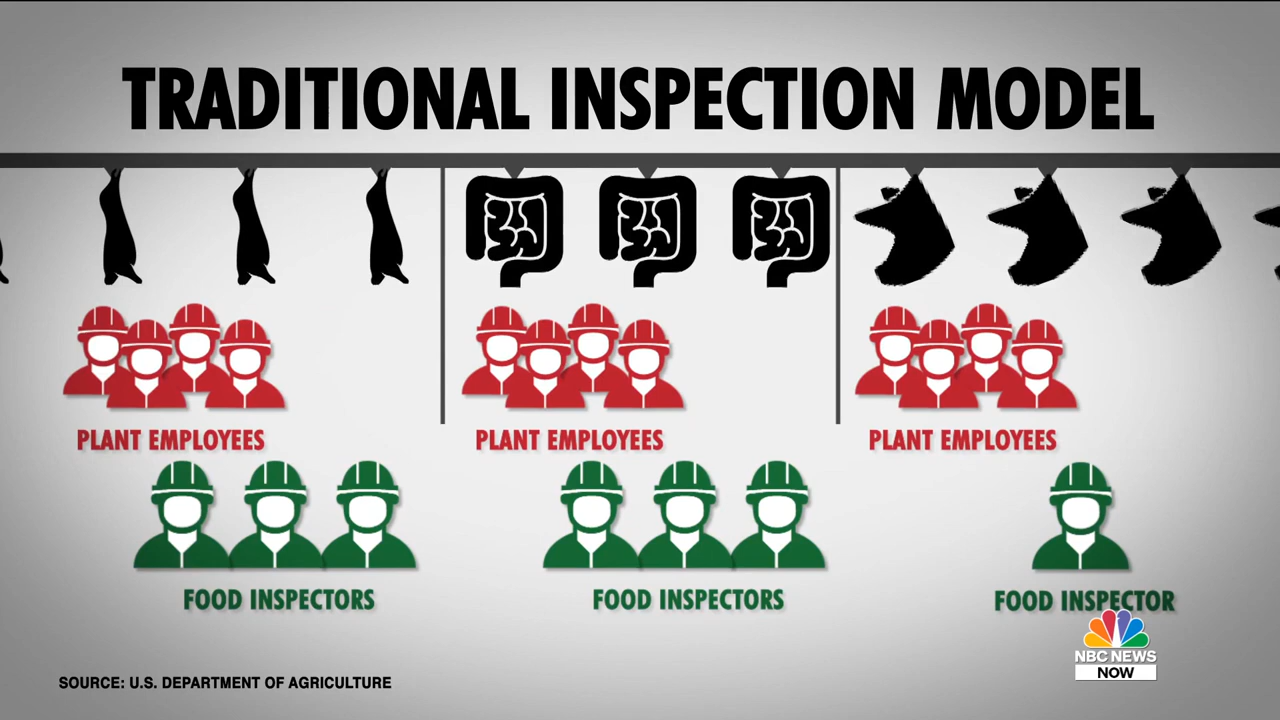 TRADITIONAL INSPECTION MODEL
PLANT EMPLOYEES
PLANT EMPLOYEES
PLANT EMPLOYEES
FOOD INSPECTORS
FOOD INSPECTORS
FOOD INSPECTOR
NBC NEWS
NOW
SOURCE: U.S. DEPARTMENT OF AGRICULTURE